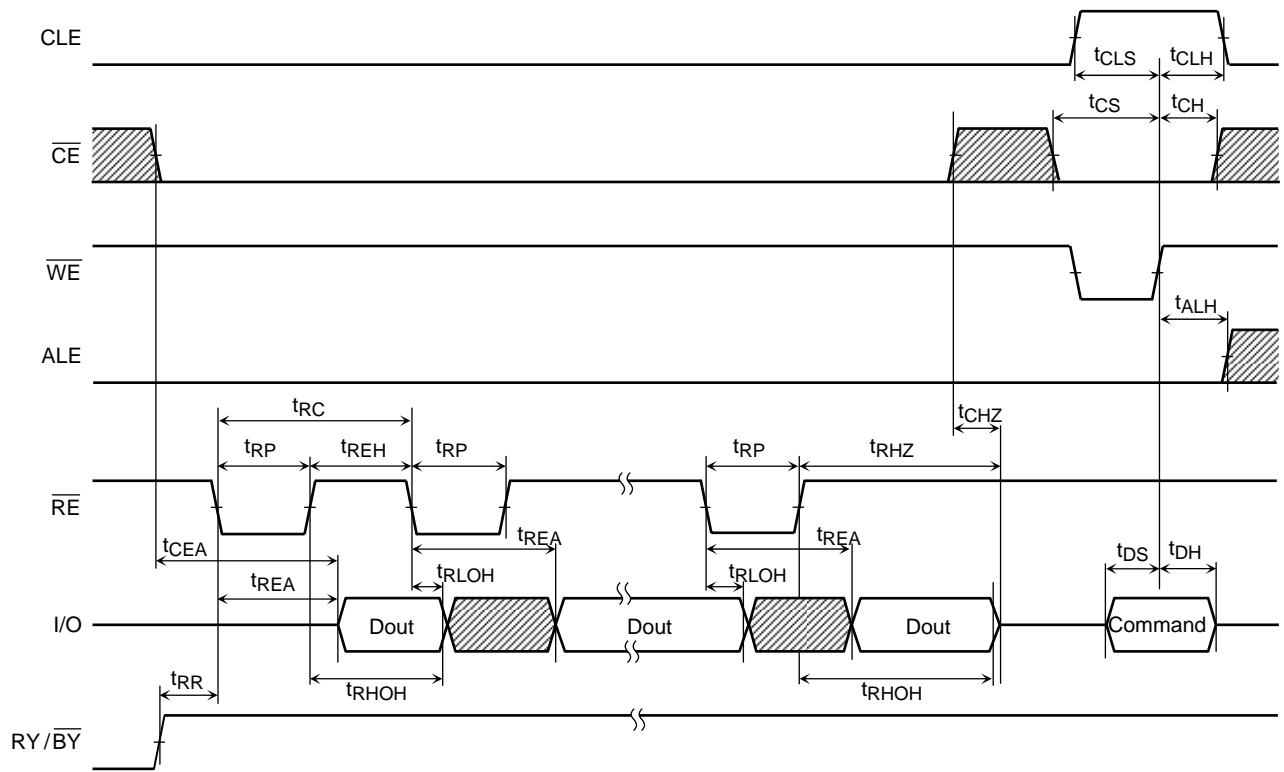 CLE
tCLS tCLH
tCS tCH
CE
WE
tALH
ALE
tRC tCHZ
tRP tREH tRP tRP tRHZ
RE
tCEA tREA tREA tDS tDH
tREA tRLOH tRLOH
I/O Dout Dout Dout Command
tRR tRHOH tRHOH
RY/BY